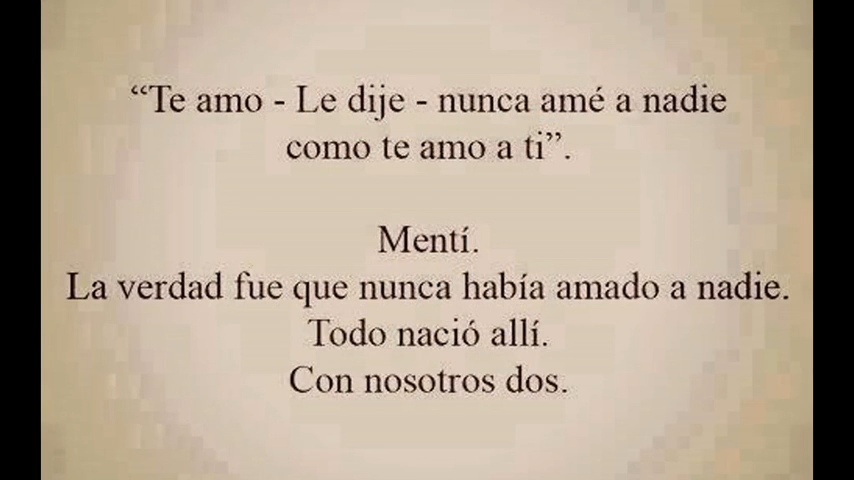 “Te amo - Le dije - nunca amé a nadie
como te amo a ti”.
Mentí.
La verdad fue que nunca había amado a nadie.
Todo nació allí.
Con nosotros dos.